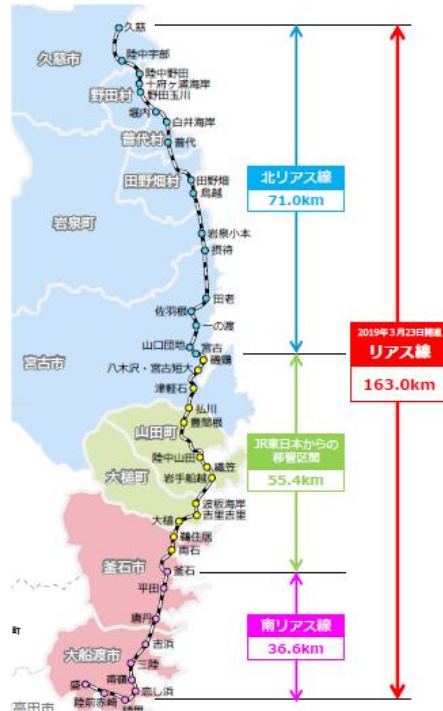 久慈
久慈市
陸中宇部
陸中野田
十府ヶ浦海岸
野田玉川
野田村
堀内
白井海岸
普代村
普代
田野畑村
田野畑
島越
岩泉町
岩泉小本
摂待
田老
佐羽根
一の渡
山口団地
宮古
宮古市
磯鶏
八木沢・宮古短大
津軽石
払川
豊間根
山田町
陸中山田
織笠
岩手船越
大槌町
波板海岸
吉里吉里
大槌
鵜住居
両石
釜石市
釜石
平田
唐丹
吉浜
大船渡市
三陸
甫嶺
盛
恋し浜
陸前赤崎
綾里
町
高田市
北リアス線
71.0km
2019年3月23日開通
リアス線
163.0km
JR東日本からの
移管区間
55.4km
南リアス線
36.6km